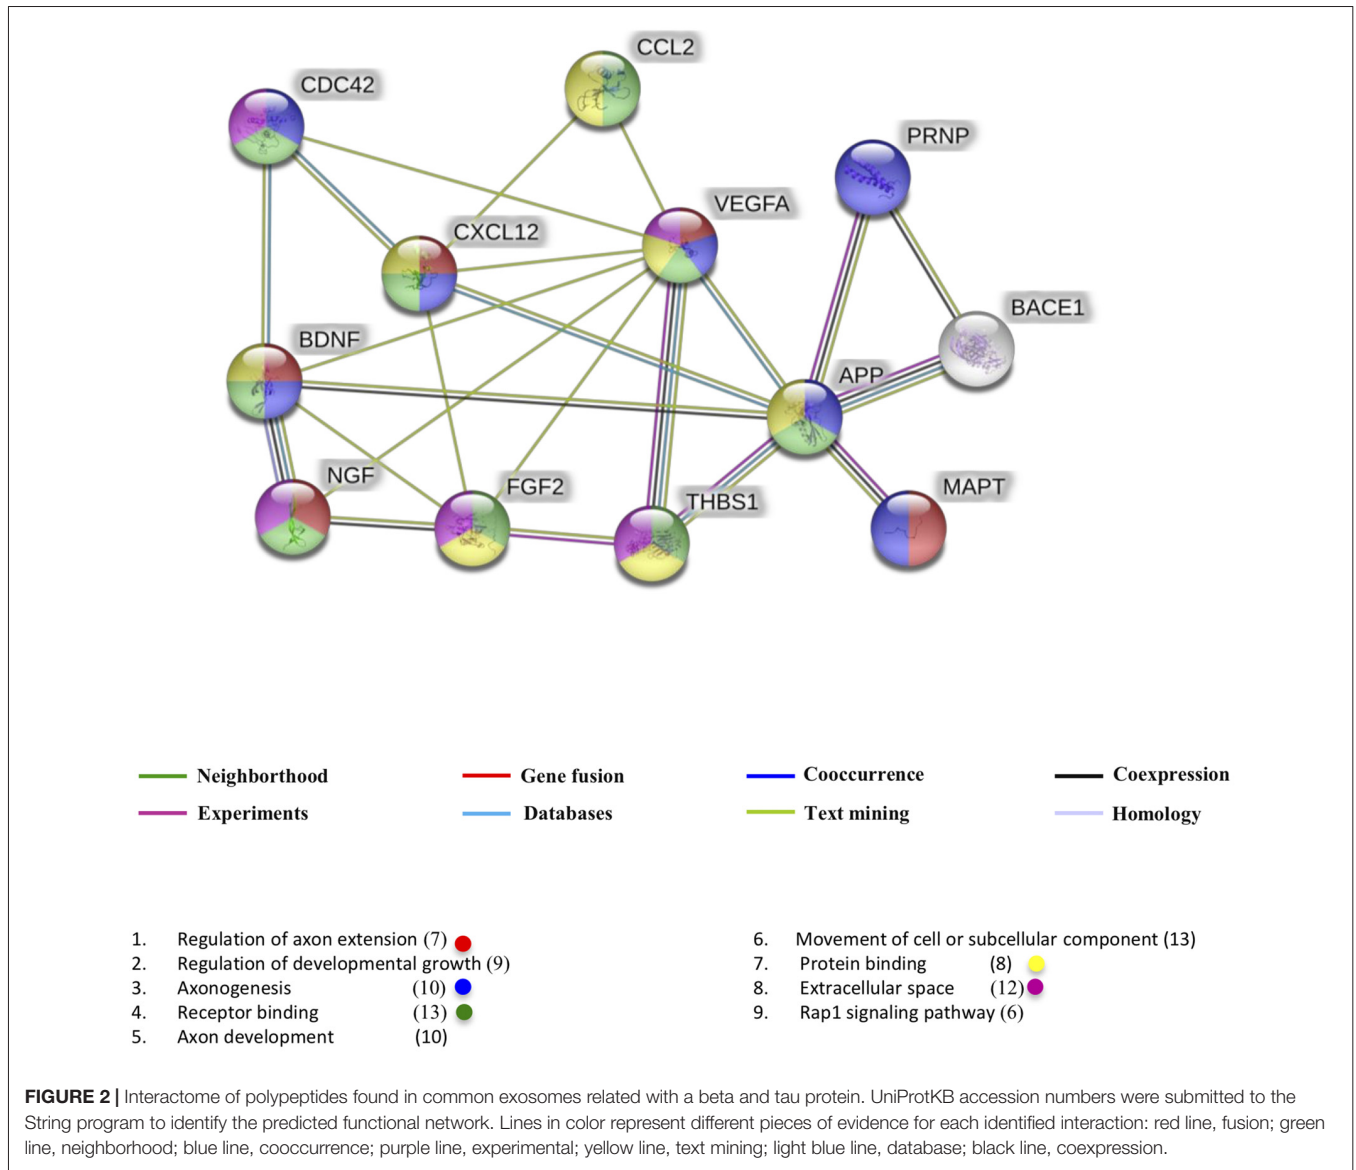 CCL2
CDC42
PRNP
VEGFA
CXCL12
BACE1
BDNF
APP
NGF
FGF2
MAPT
THBS1
Neighborthood
Gene fusion
Cooccurrence
Coexpression
Experiments
Databases
Text mining
Homology
1. Regulation of axon extension (7)
2. Regulation of developmental growth (9)
3. Axonogenesis (10)
4. Receptor binding (13)
5. Axon development (10)
6. Movement of cell or subcellular component (13)
7. Protein binding (8)
8. Extracellular space (12)
9. Rap1 signaling pathway (6)
FIGURE 2 | Interactome of polypeptides found in common exosomes related with a beta and tau protein. UniProtKB accession numbers were submitted to the
String program to identify the predicted functional network. Lines in color represent different pieces of evidence for each identified interaction: red line, fusion; green
line, neighborhood; blue line, cooccurrence; purple line, experimental; yellow line, text mining; light blue line, database; black line, coexpression.